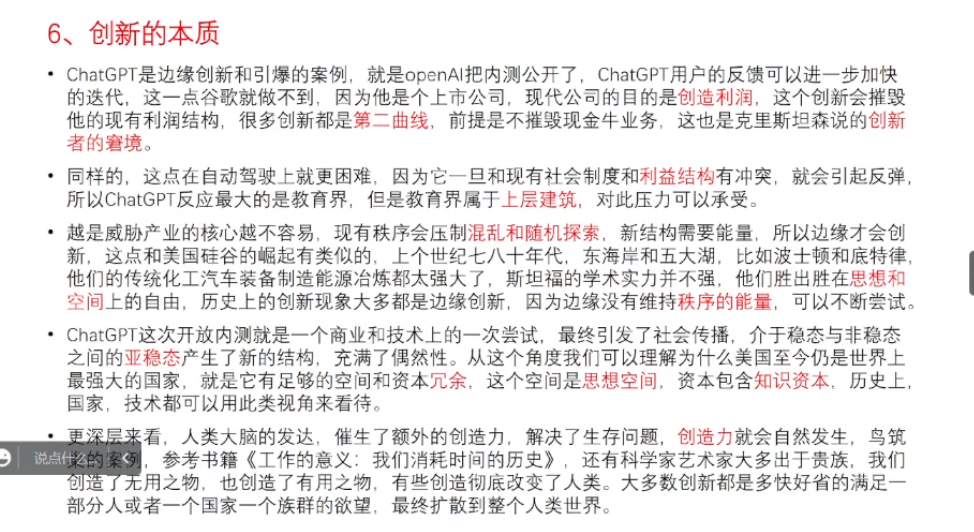 6、创新的本质
• ChatGPT是边缘创新和引爆的案例，就是openAI把内测公开了，ChatGPT用户的反馈可以进一步加快
的迭代，这一点谷歌就做不到，因为他是个上市公司，现代公司的目的是创造利润，这个创新会摧毁
他的现有利润结构，很多创新都是第二曲线，前提是不摧毁现金牛业务，这也是克里斯坦森说的创新
者的窘境。
• 同样的，这点在自动驾驶上就更困难，因为它一旦和现有社会制度和利益结构有冲突，就会引起反弹，
所以ChatGPT反应最大的是教育界，但是教育界属于上层建筑，对此压力可以承受。
• 越是威胁产业的核心越不容易，现有秩序会压制混乱和随机探索，新结构需要能量，所以边缘才会创
新，这点和美国硅谷的崛起有类似的，上个世纪七八十年代，东海岸和五大湖，比如波士顿和底特律，
他们的传统化工汽车装备制造能源冶炼都太强大了，斯坦福的学术实力并不强，他们胜出胜在思想和
空间上的自由，历史上的创新现象大多都是边缘创新，因为边缘没有维持秩序的能量，可以不断尝试。
• ChatGPT这次开放内测就是一个商业和技术上的一次尝试，最终引发了社会传播，介于稳态与非稳态
之间的亚稳态产生了新的结构，充满了偶然性。从这个角度我们可以理解为什么美国至今仍是世界上
最强大的国家，就是它有足够的空间和资本冗余，这个空间是思想空间，资本包含知识资本，历史上，
国家，技术都可以用此类视角来看待。
• 更深层来看，人类大脑的发达，催生了额外的创造力，解决了生存问题，创造力就会自然发生，鸟筑
巢的案例，参考书籍《工作的意义：我们消耗时间的历史》，还有科学家艺术家大多出于贵族，我们
创造了无用之物，也创造了有用之物，有些创造彻底改变了人类。大多数创新都是多快好省的满足一
部分人或者一个国家一个族群的欲望，最终扩散到整个人类世界。
说点什么...